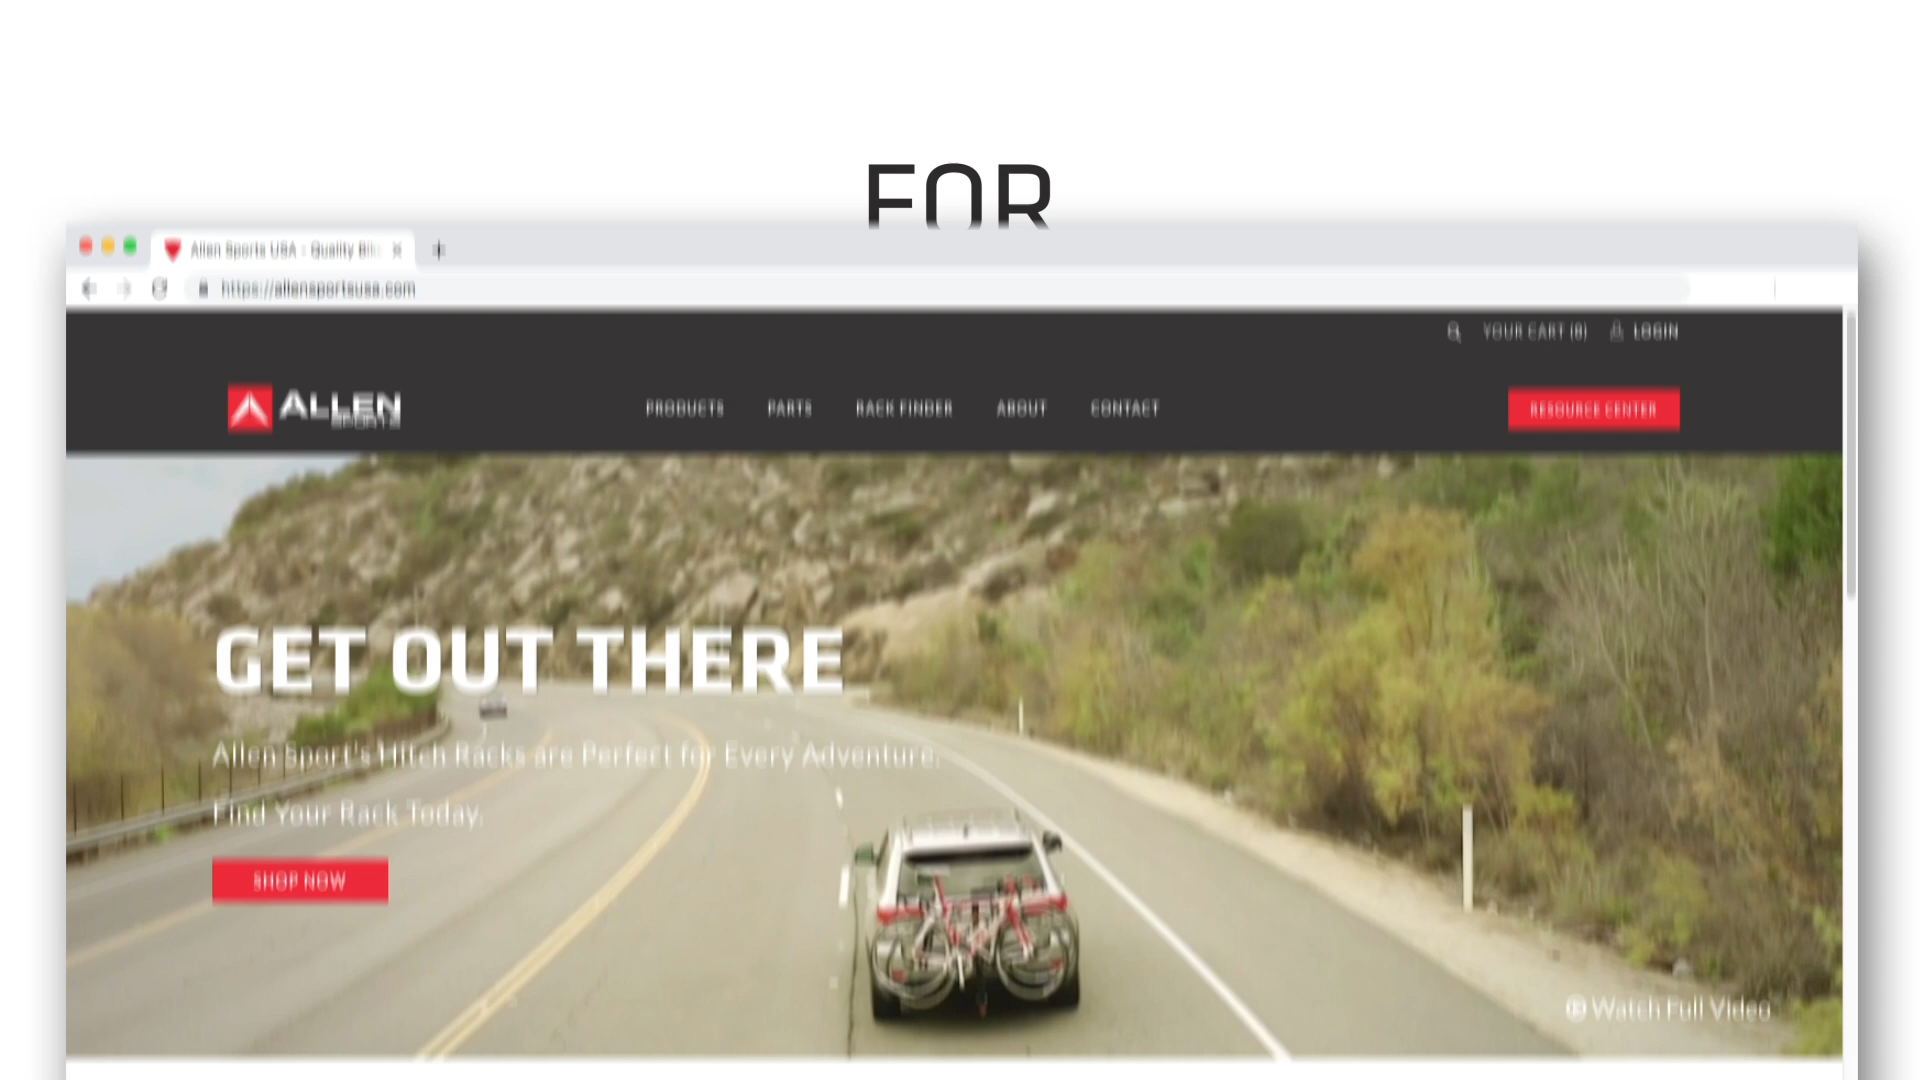 FOR
Allen Sports USA - Quality Bik
https://allensportsusa.com
YOUR CART (0) LOGIN
ALLEN
SPORTS
PRODUCTS PARTS RACK FINDER ABOUT CONTACT
RESOURCE CENTER
GET OUT THERE
Allen Sport's Hitch Racks are Perfect for Every Adventure.
Find Your Rack Today.
SHOP NOW
Watch Full Video